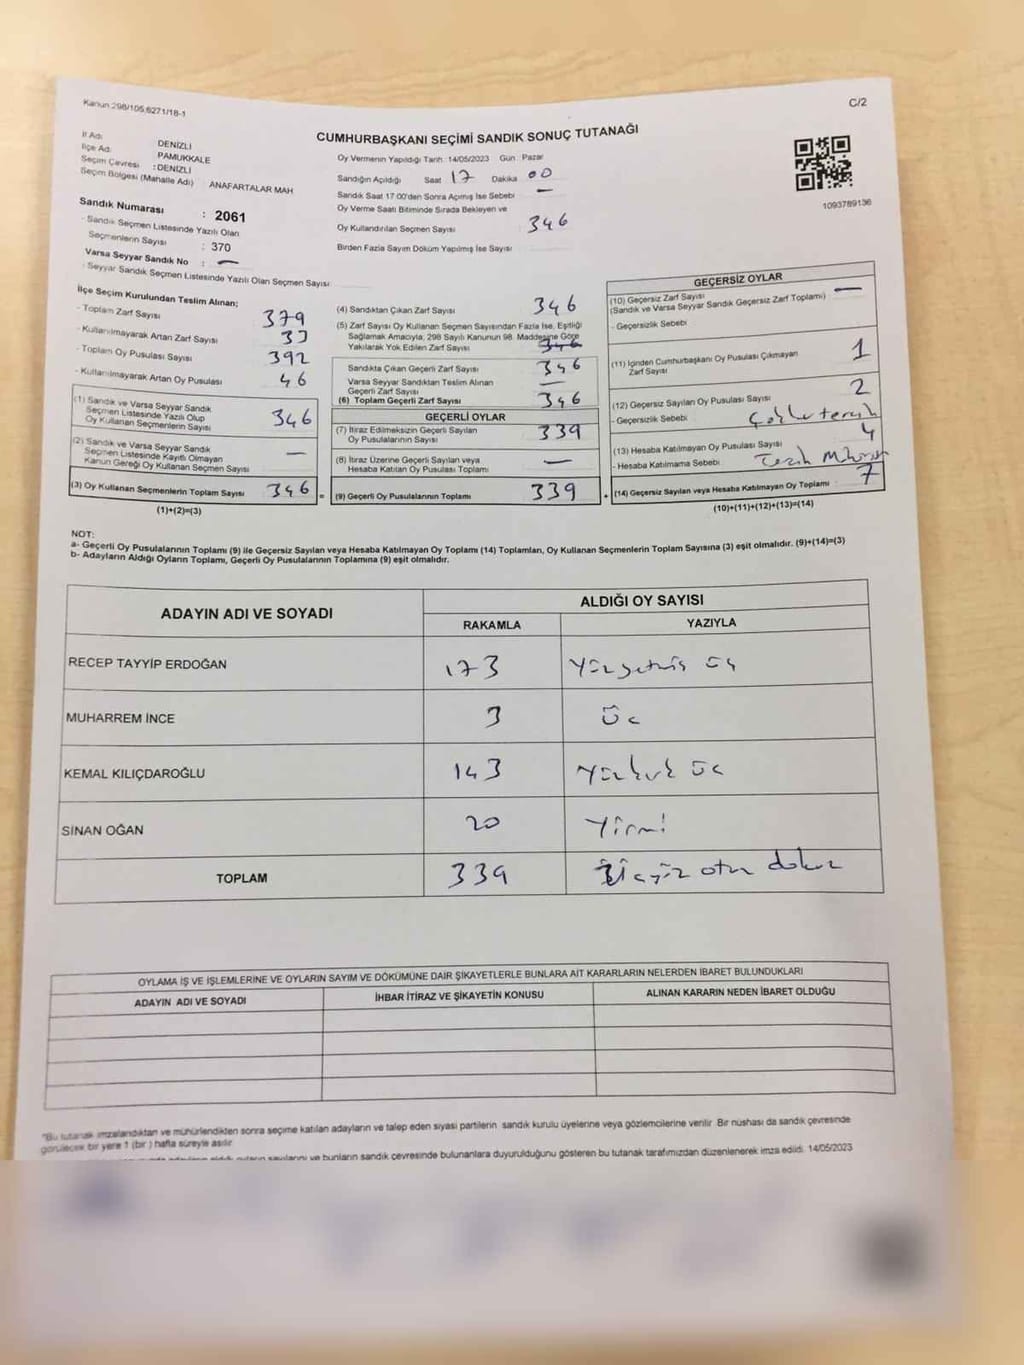 Kanun 298/105,6271/18-1
C/2
CUMHURBAŞKANI SEÇİMİ SANDIK SONUÇ TUTANAĞI
İl Adı : DENİZLİ
İlçe Adı : PAMUKKALE
Seçim Çevresi : DENİZLİ
Seçim Bölgesi (Mahalle Adı) ANAFARTALAR MAH
Sandık Numarası : 2061
- Sandık Seçmen Listesinde Yazılı Olan
Seçmenlerin Sayısı : 370
Varsa Seyyar Sandık No : —
- Seyyar Sandık Seçmen Listesinde Yazılı Olan Seçmen Sayısı
Oy Vermenin Yapıldığı Tarih : 14/05/2023 Gün : Pazar
Sandığın Açıldığı Saat 17 Dakika 00
Sandık Saat 17:00'den Sonra Açmış İse Sebebi —
Oy Verme Saati Bitiminde Sırada Bekleyen ve
Oy Kullandırılan Seçmen Sayısı : 346
Birden Fazla Sayım Döküm Yapılmış İse Sayısı
1093789136
İlçe Seçim Kurulundan Teslim Alınan;
- Toplam Zarf Sayısı 379
- Kullanılmayarak Artan Zarf Sayısı 33
- Toplam Oy Pusulası Sayısı 392
- Kullanılmayarak Artan Oy Pusulası 46
(1) Sandık ve Varsa Seyyar Sandık
Seçmen Listesinde Yazılı Olup
Oy Kullanan Seçmenlerin Sayısı 346
(2) Sandık ve Varsa Seyyar Sandık
Seçmen Listesinde Kayıtlı Olmayan
Kanun Gereği Oy Kullanan Seçmen Sayısı —
(3) Oy Kullanan Seçmenlerin Toplam Sayısı 346
(1)+(2)=(3)
(4) Sandıktan Çıkan Zarf Sayısı 346
(5) Zarf Sayısı Oy Kullanan Seçmen Sayısından Fazla İse, Eşitliği
Sağlamak Amacıyla, 298 Sayılı Kanunun 98. Maddesine Göre
Yakılarak Yok Edilen Zarf Sayısı 346
Sandıkta Çıkan Geçerli Zarf Sayısı 346
Varsa Seyyar Sandıktan Teslim Alınan
Geçerli Zarf Sayısı —
(6) Toplam Geçerli Zarf Sayısı 346
GEÇERLİ OYLAR
(7) İtiraz Edilmeksizin Geçerli Sayılan
Oy Pusulalarının Sayısı 339
(8) İtiraz Üzerine Geçerli Sayılan veya
Hesaba Katılan Oy Pusulası Toplamı —
= (9) Geçerli Oy Pusulalarının Toplamı 339
GEÇERSİZ OYLAR
(10) Geçersiz Zarf Sayısı —
(Sandık ve Varsa Seyyar Sandık Geçersiz Zarf Toplamı)
- Geçersizlik Sebebi
(11) İçinden Cumhurbaşkanı Oy Pusulası Çıkmayan
Zarf Sayısı 1
(12) Geçersiz Sayılan Oy Pusulası Sayısı 2
- Geçersizlik Sebebi : Çoklu tercih
(13) Hesaba Katılmayan Oy Pusulası Sayısı 4
- Hesaba Katılmama Sebebi
+ (14) Geçersiz Sayılan veya Hesaba Katılmayan Oy Toplamı : 7
(10)+(11)+(12)+(13)=(14)
NOT:
a- Geçerli Oy Pusulalarının Toplamı (9) ile Geçersiz Sayılan veya Hesaba Katılmayan Oy Toplamı (14) Toplamları, Oy Kullanan Seçmenlerin Toplam Sayısına (3) eşit olmalıdır. (9)+(14)=(3)
b- Adayların Aldığı Oyların Toplamı, Geçerli Oy Pusulalarının Toplamına (9) eşit olmalıdır.
ADAYIN ADI VE SOYADI ALDIĞI OY SAYISI
RAKAMLA YAZIYLA
RECEP TAYYİP ERDOĞAN 173 Yüzyetmiş üç
MUHARREM İNCE 3 Üç
KEMAL KILIÇDAROĞLU 143 Yüzkırk üç
SİNAN OĞAN 20 Yirmi
TOPLAM 339 Üçyüz otuz dokuz
OYLAMA İŞ VE İŞLEMLERİNE VE OYLARIN SAYIM VE DÖKÜMÜNE DAİR ŞİKAYETLERLE BUNLARA AİT KARARLARIN NELERDEN İBARET BULUNDUKLARI
ADAYIN ADI VE SOYADI İHBAR İTİRAZ VE ŞİKAYETİN KONUSU ALINAN KARARIN NEDEN İBARET OLDUĞU
"Bu tutanak imzalandıktan ve mühürlendikten sonra seçime katılan adayların ve talep eden siyasi partilerin sandık kurulu üyelerine veya gözlemcilerine verilir. Bir nüshası da sandık çevresinde
görülecek bir yere 1 (bir) hafta süreyle asılır.
sayılarını ve bunların sandık çevresinde bulunanlara duyurulduğunu gösteren bu tutanak tarafımızdan düzenlenerek imza edildi. 14/05/2023